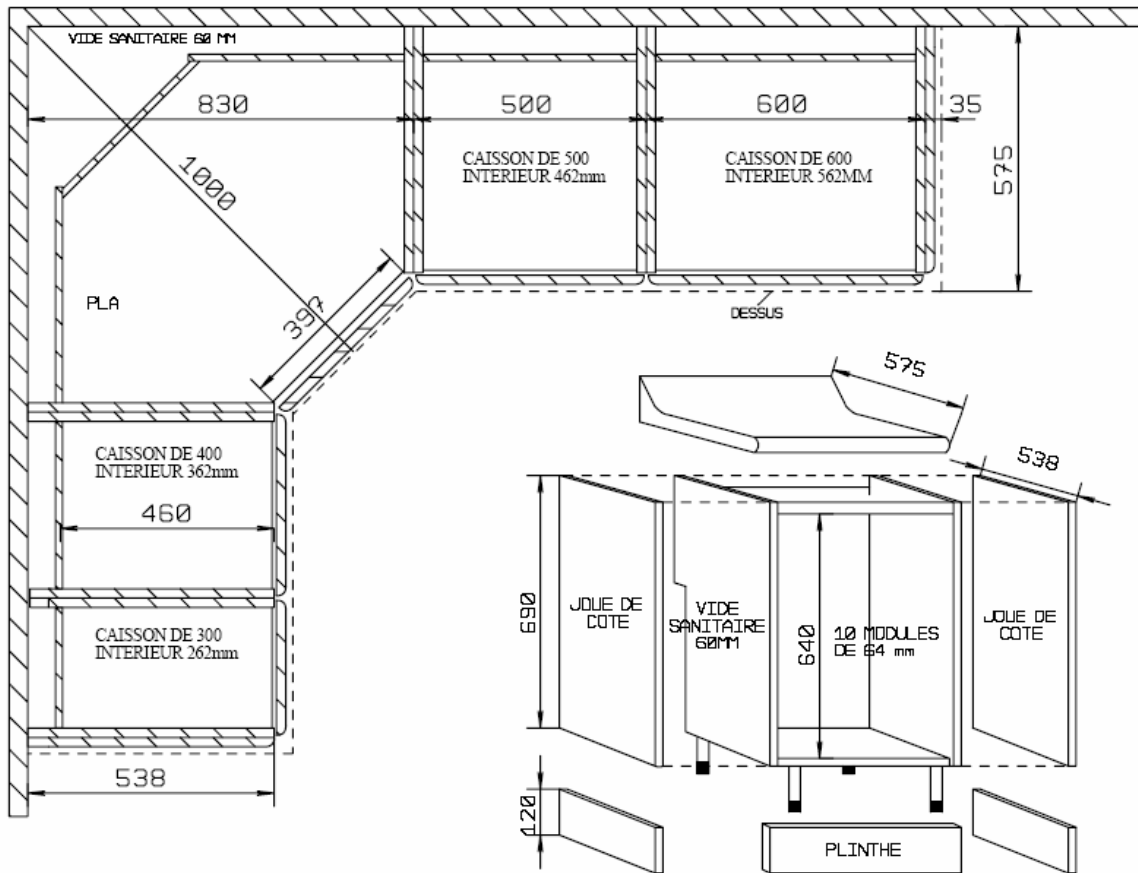 VIDE SANITAIRE 60 MM
830
500
600
35
CAISSON DE 500
INTERIEUR 462mm
CAISSON DE 600
INTERIEUR 562MM
575
1000
397
PLA
DESSUS
CAISSON DE 400
INTERIEUR 362mm
460
CAISSON DE 300
INTERIEUR 262mm
538
575
538
690
JOUE DE
COTE
VIDE
SANITAIRE
60MM
640
10 MODULES
DE 64 mm
JOUE DE
COTE
120
PLINTHE